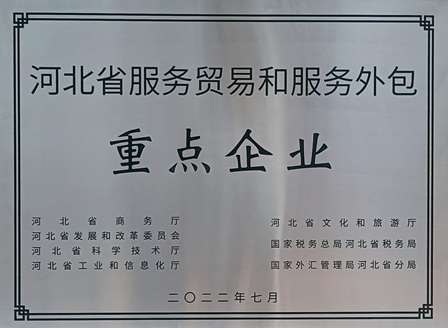 河北省服务贸易和服务外包
重点企业
河北省商务厅
河北省发展和改革委员会
河北省科学技术厅
河北省工业和信息化厅
河北省文化和旅游厅
国家税务总局河北省税务局
国家外汇管理局河北省分局
二〇二二年七月